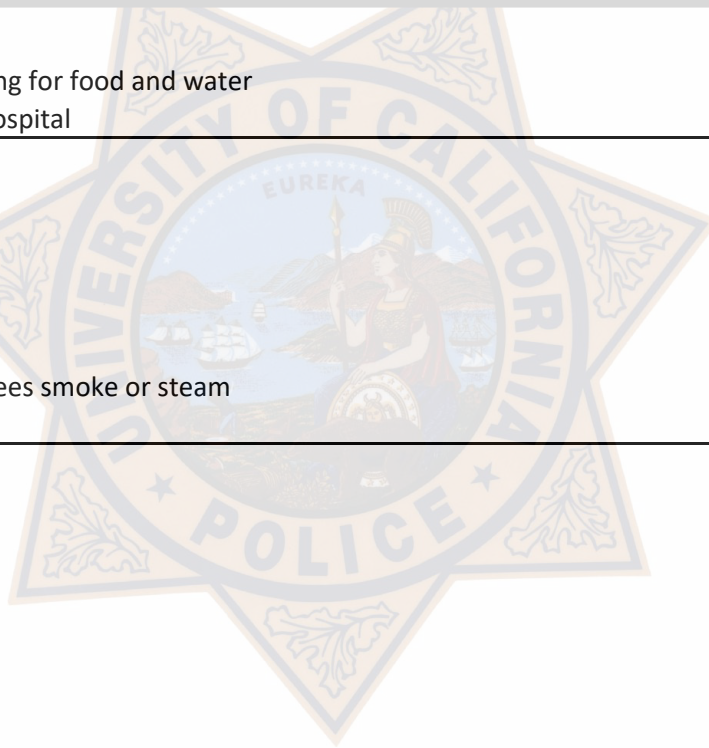 ng for food and water
ospital
UNIVERSITY OF CALIFORNIA
EUREKA
ees smoke or steam
POLICE